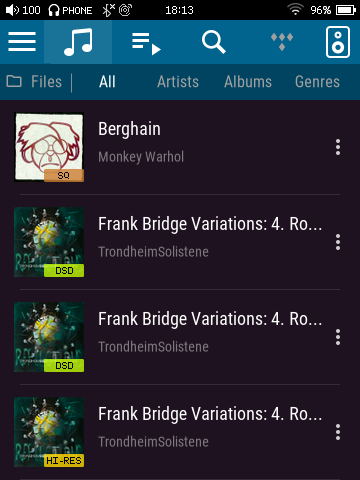 100 PHONE 18:13 96%
Files All Artists Albums Genres
Berghain
Monkey Warhol
SQ
Frank Bridge Variations: 4. Ro...
TrondheimSolistene
DSD
Frank Bridge Variations: 4. Ro...
TrondheimSolistene
DSD
Frank Bridge Variations: 4. Ro...
TrondheimSolistene
HI-RES